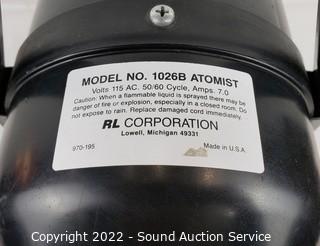 MODEL NO. 1026B ATOMIST
Volts 115 AC. 50/60 Cycle, Amps. 7.0
Caution: When a flammable liquid is sprayed there may be
danger of fire or explosion, especially in a closed room. Do
not expose to rain. Replace damaged cord immediately.
RL CORPORATION
Lowell, Michigan 49331
970-195
Made in U.S.A.
Copyright 2022 - Sound Auction Service